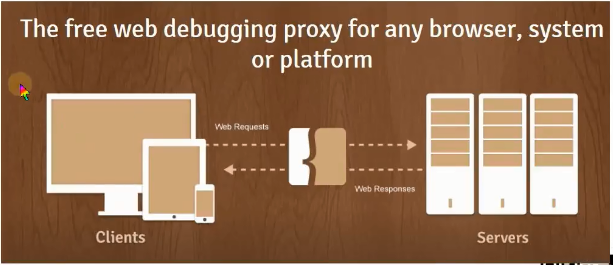 The free web debugging proxy for any browser, system
or platform
Web Requests
Web Responses
Clients
Servers